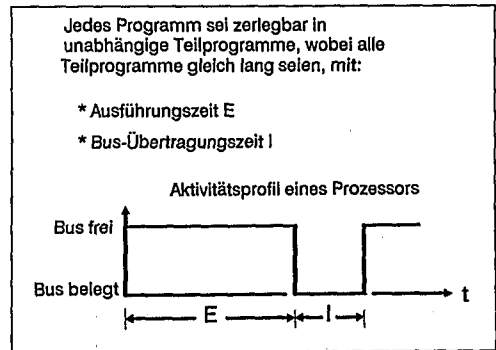 Jedes Programm sei zerlegbar in
unabhängige Teilprogramme, wobei alle
Teilprogramme gleich lang seien, mit:
* Ausführungszeit E
* Bus-Übertragungszeit I
Aktivitätsprofil eines Prozessors
Bus frei
Bus belegt
t
E
I